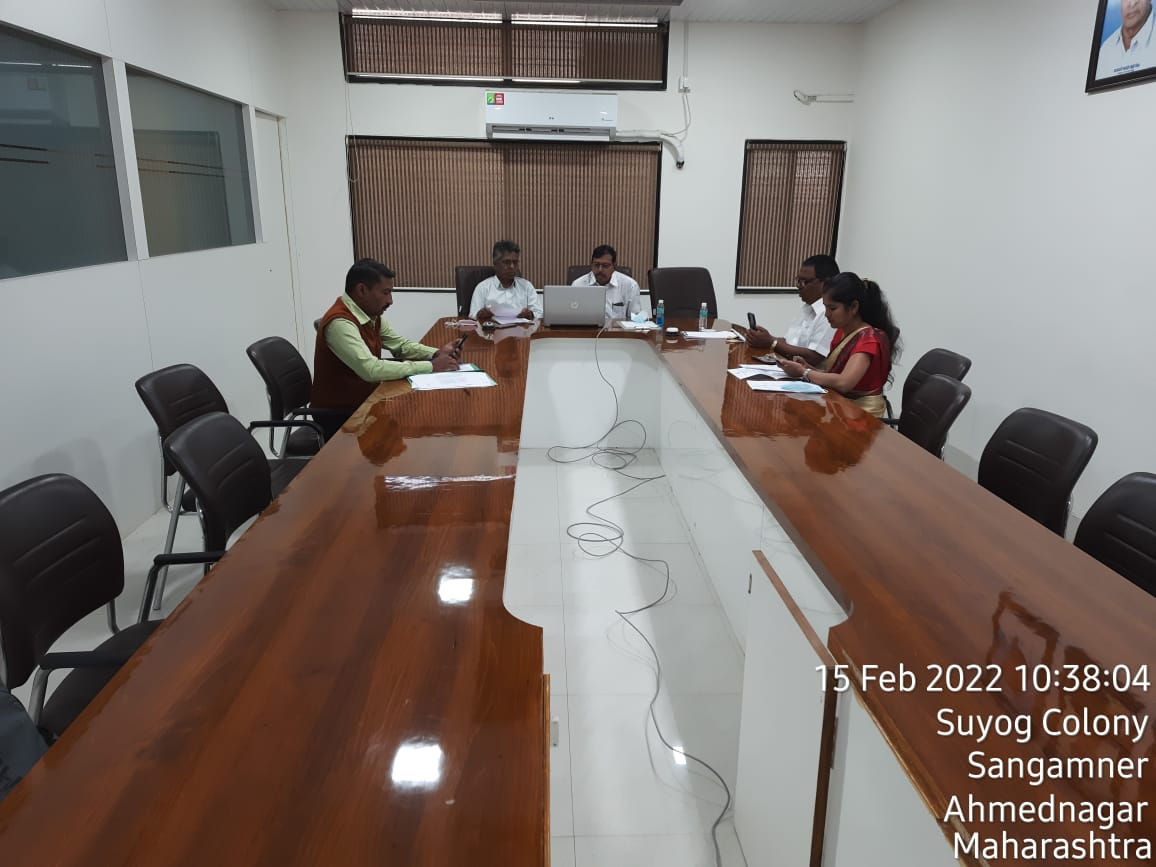 15 Feb 2022 10:38:04
Suyog Colony
Sangamner
Ahmednagar
Maharashtra